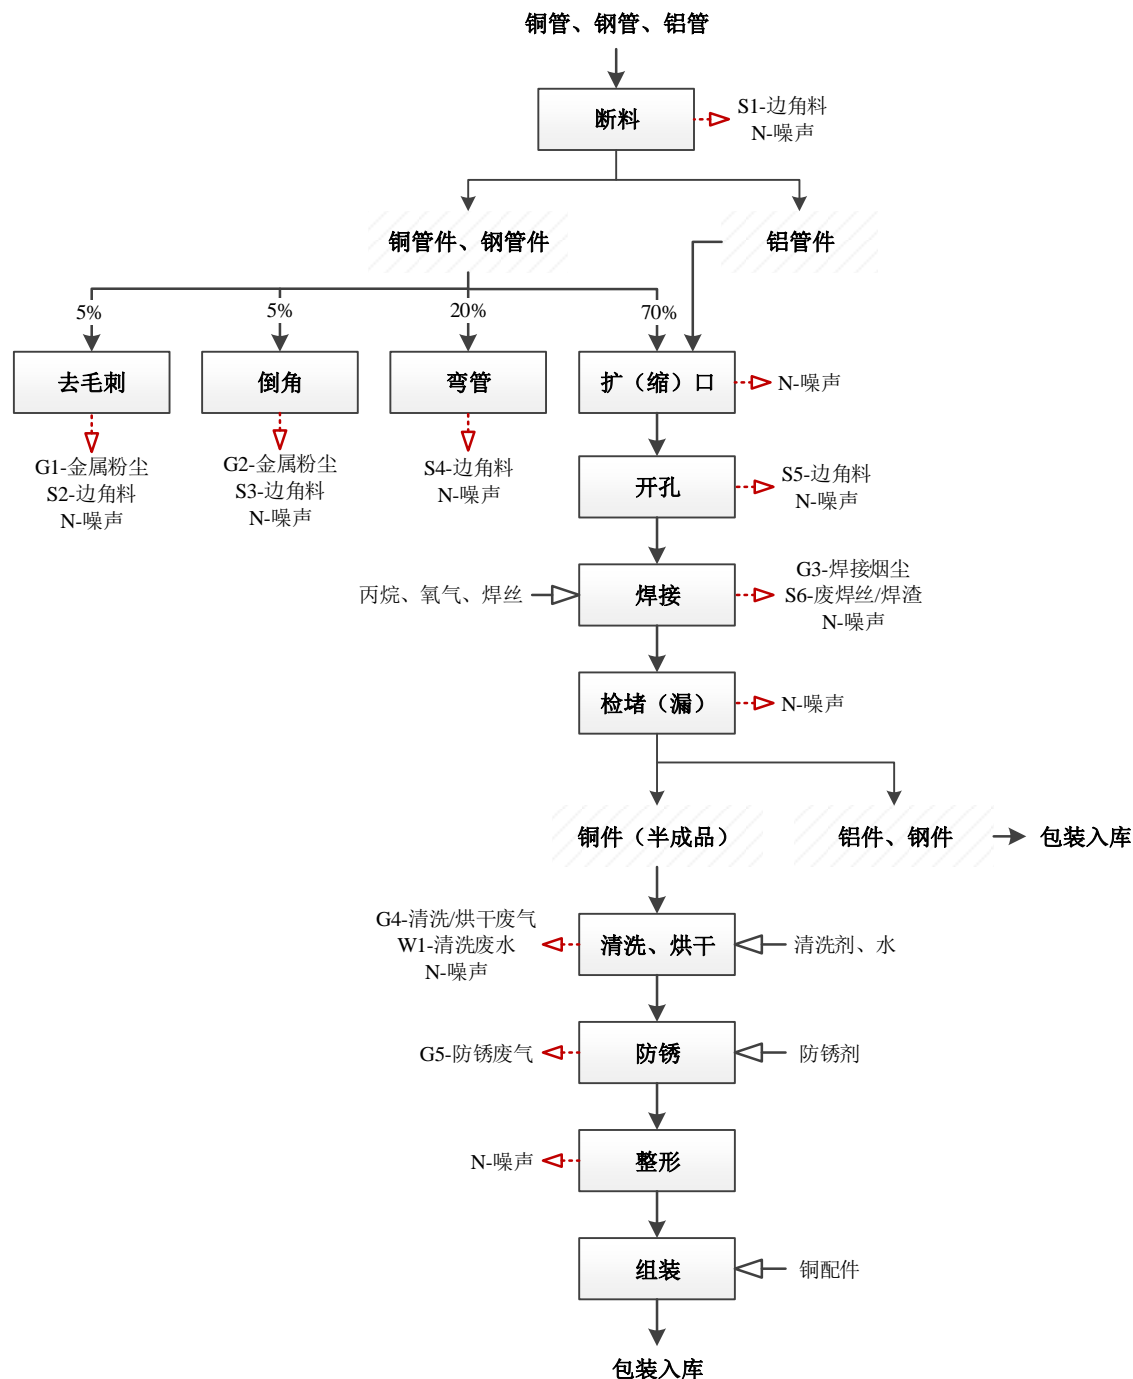 铜管、钢管、铝管
断料
S1-边角料
N-噪声
铜管件、钢管件
铝管件
5%
5%
20%
70%
去毛刺
倒角
弯管
扩（缩）口
N-噪声
G1-金属粉尘
S2-边角料
N-噪声
G2-金属粉尘
S3-边角料
N-噪声
S4-边角料
N-噪声
开孔
S5-边角料
N-噪声
丙烷、氧气、焊丝
焊接
G3-焊接烟尘
S6-废焊丝/焊渣
N-噪声
检堵（漏）
N-噪声
铜件（半成品）
铝件、钢件
包装入库
G4-清洗/烘干废气
W1-清洗废水
N-噪声
清洗、烘干
清洗剂、水
G5-防锈废气
防锈
防锈剂
N-噪声
整形
组装
铜配件
包装入库